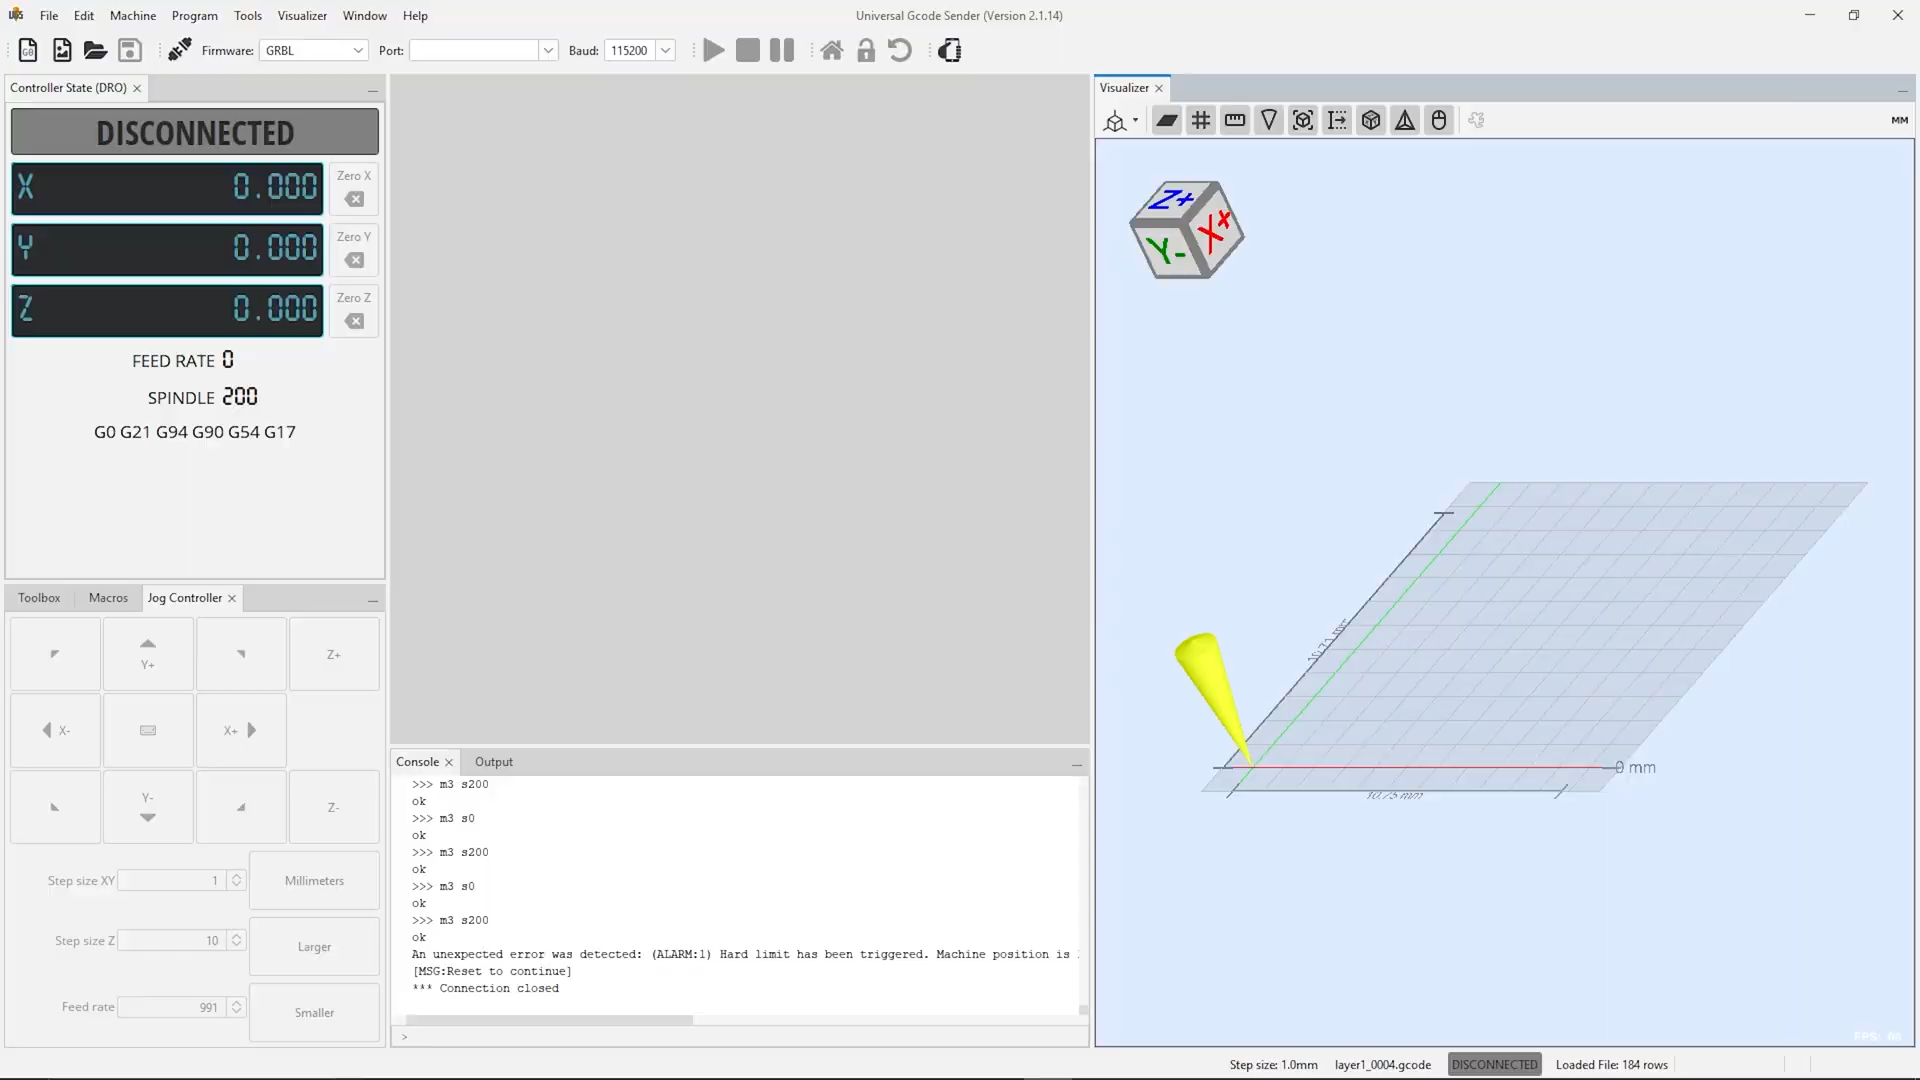 UGS File Edit Machine Program Tools Visualizer Window Help Universal Gcode Sender (Version 2.1.14)
Firmware: GRBL Port: Baud: 115200
Controller State (DRO)
DISCONNECTED
X 0.000 Zero X
Y 0.000 Zero Y
Z 0.000 Zero Z
FEED RATE 0
SPINDLE 200
G0 G21 G94 G90 G54 G17
Toolbox Macros Jog Controller
Y+ Z+
X- X+
Y- Z-
Step size XY 1 Millimeters
Step size Z 10 Larger
Feed rate 991 Smaller
Console Output
>>> m3 s200
ok
>>> m3 s0
ok
>>> m3 s200
ok
>>> m3 s0
ok
>>> m3 s200
ok
An unexpected error was detected: (ALARM:1) Hard limit has been triggered. Machine position is
[MSG:Reset to continue]
*** Connection closed
>
Visualizer
MM
Z+
Y- X+
0 mm
10.75 mm
Step size: 1.0mm layer1_0004.gcode DISCONNECTED Loaded File: 184 rows